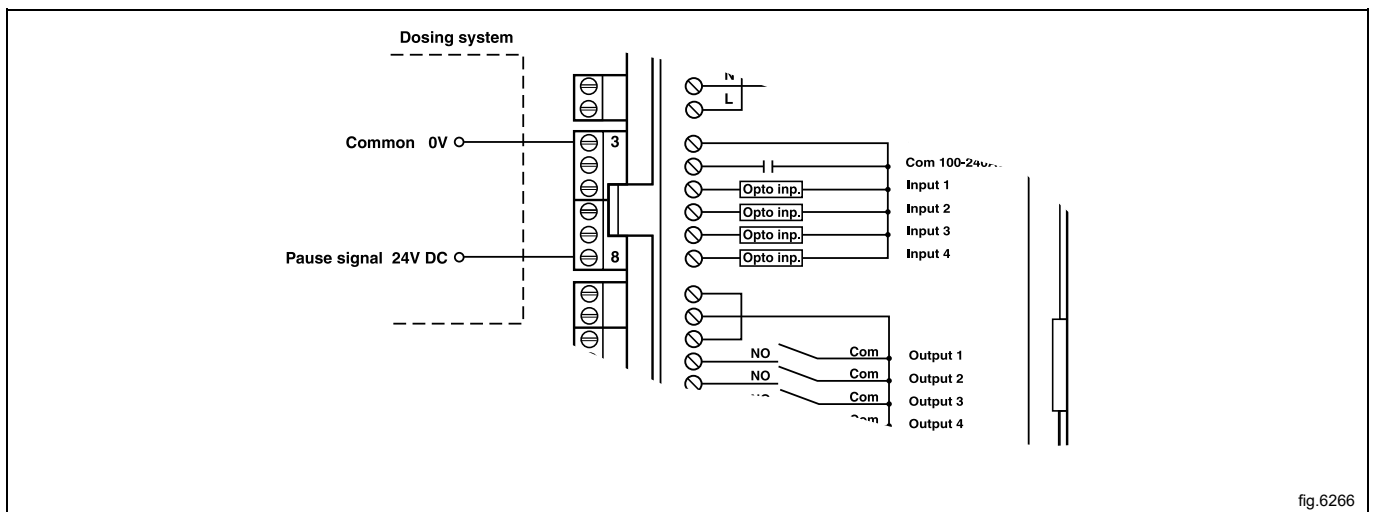 Dosing system
N
L
Common 0V
3
Com
Input 1
Opto inp.
Input 2
Opto inp.
Input 3
Opto inp.
Input 4
Opto inp.
Pause signal 24V DC
8
NO
Com
Output 1
NO
Com
Output 2
Com
Output 3
Output 4
fig.6266